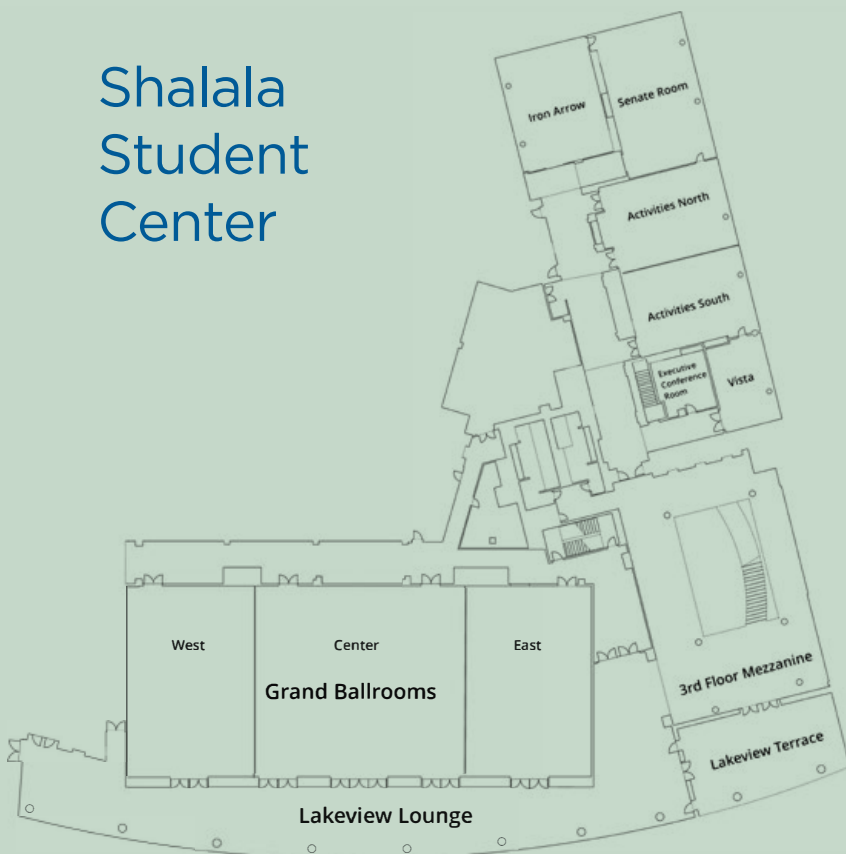 Shalala
Student
Center
Iron Arrow
Senate Room
Activities North
Activities South
Executive
Conference
Room
Vista
West
Center
East
Grand Ballrooms
3rd Floor Mezzanine
Lakeview Terrace
Lakeview Lounge